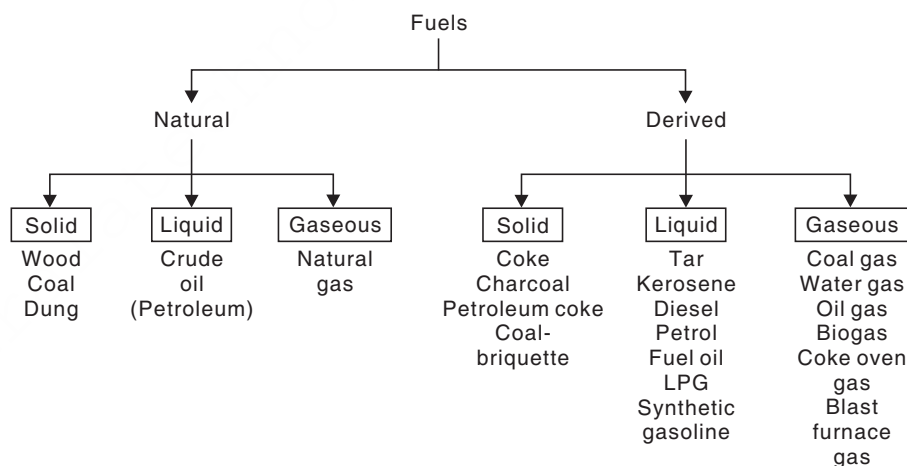 Fuels
Natural
Derived
Solid
Wood
Coal
Dung
Liquid
Crude
oil
(Petroleum)
Gaseous
Natural
gas
Solid
Coke
Charcoal
Petroleum coke
Coal-
briquette
Liquid
Tar
Kerosene
Diesel
Petrol
Fuel oil
LPG
Synthetic
gasoline
Gaseous
Coal gas
Water gas
Oil gas
Biogas
Coke oven
gas
Blast
furnace
gas